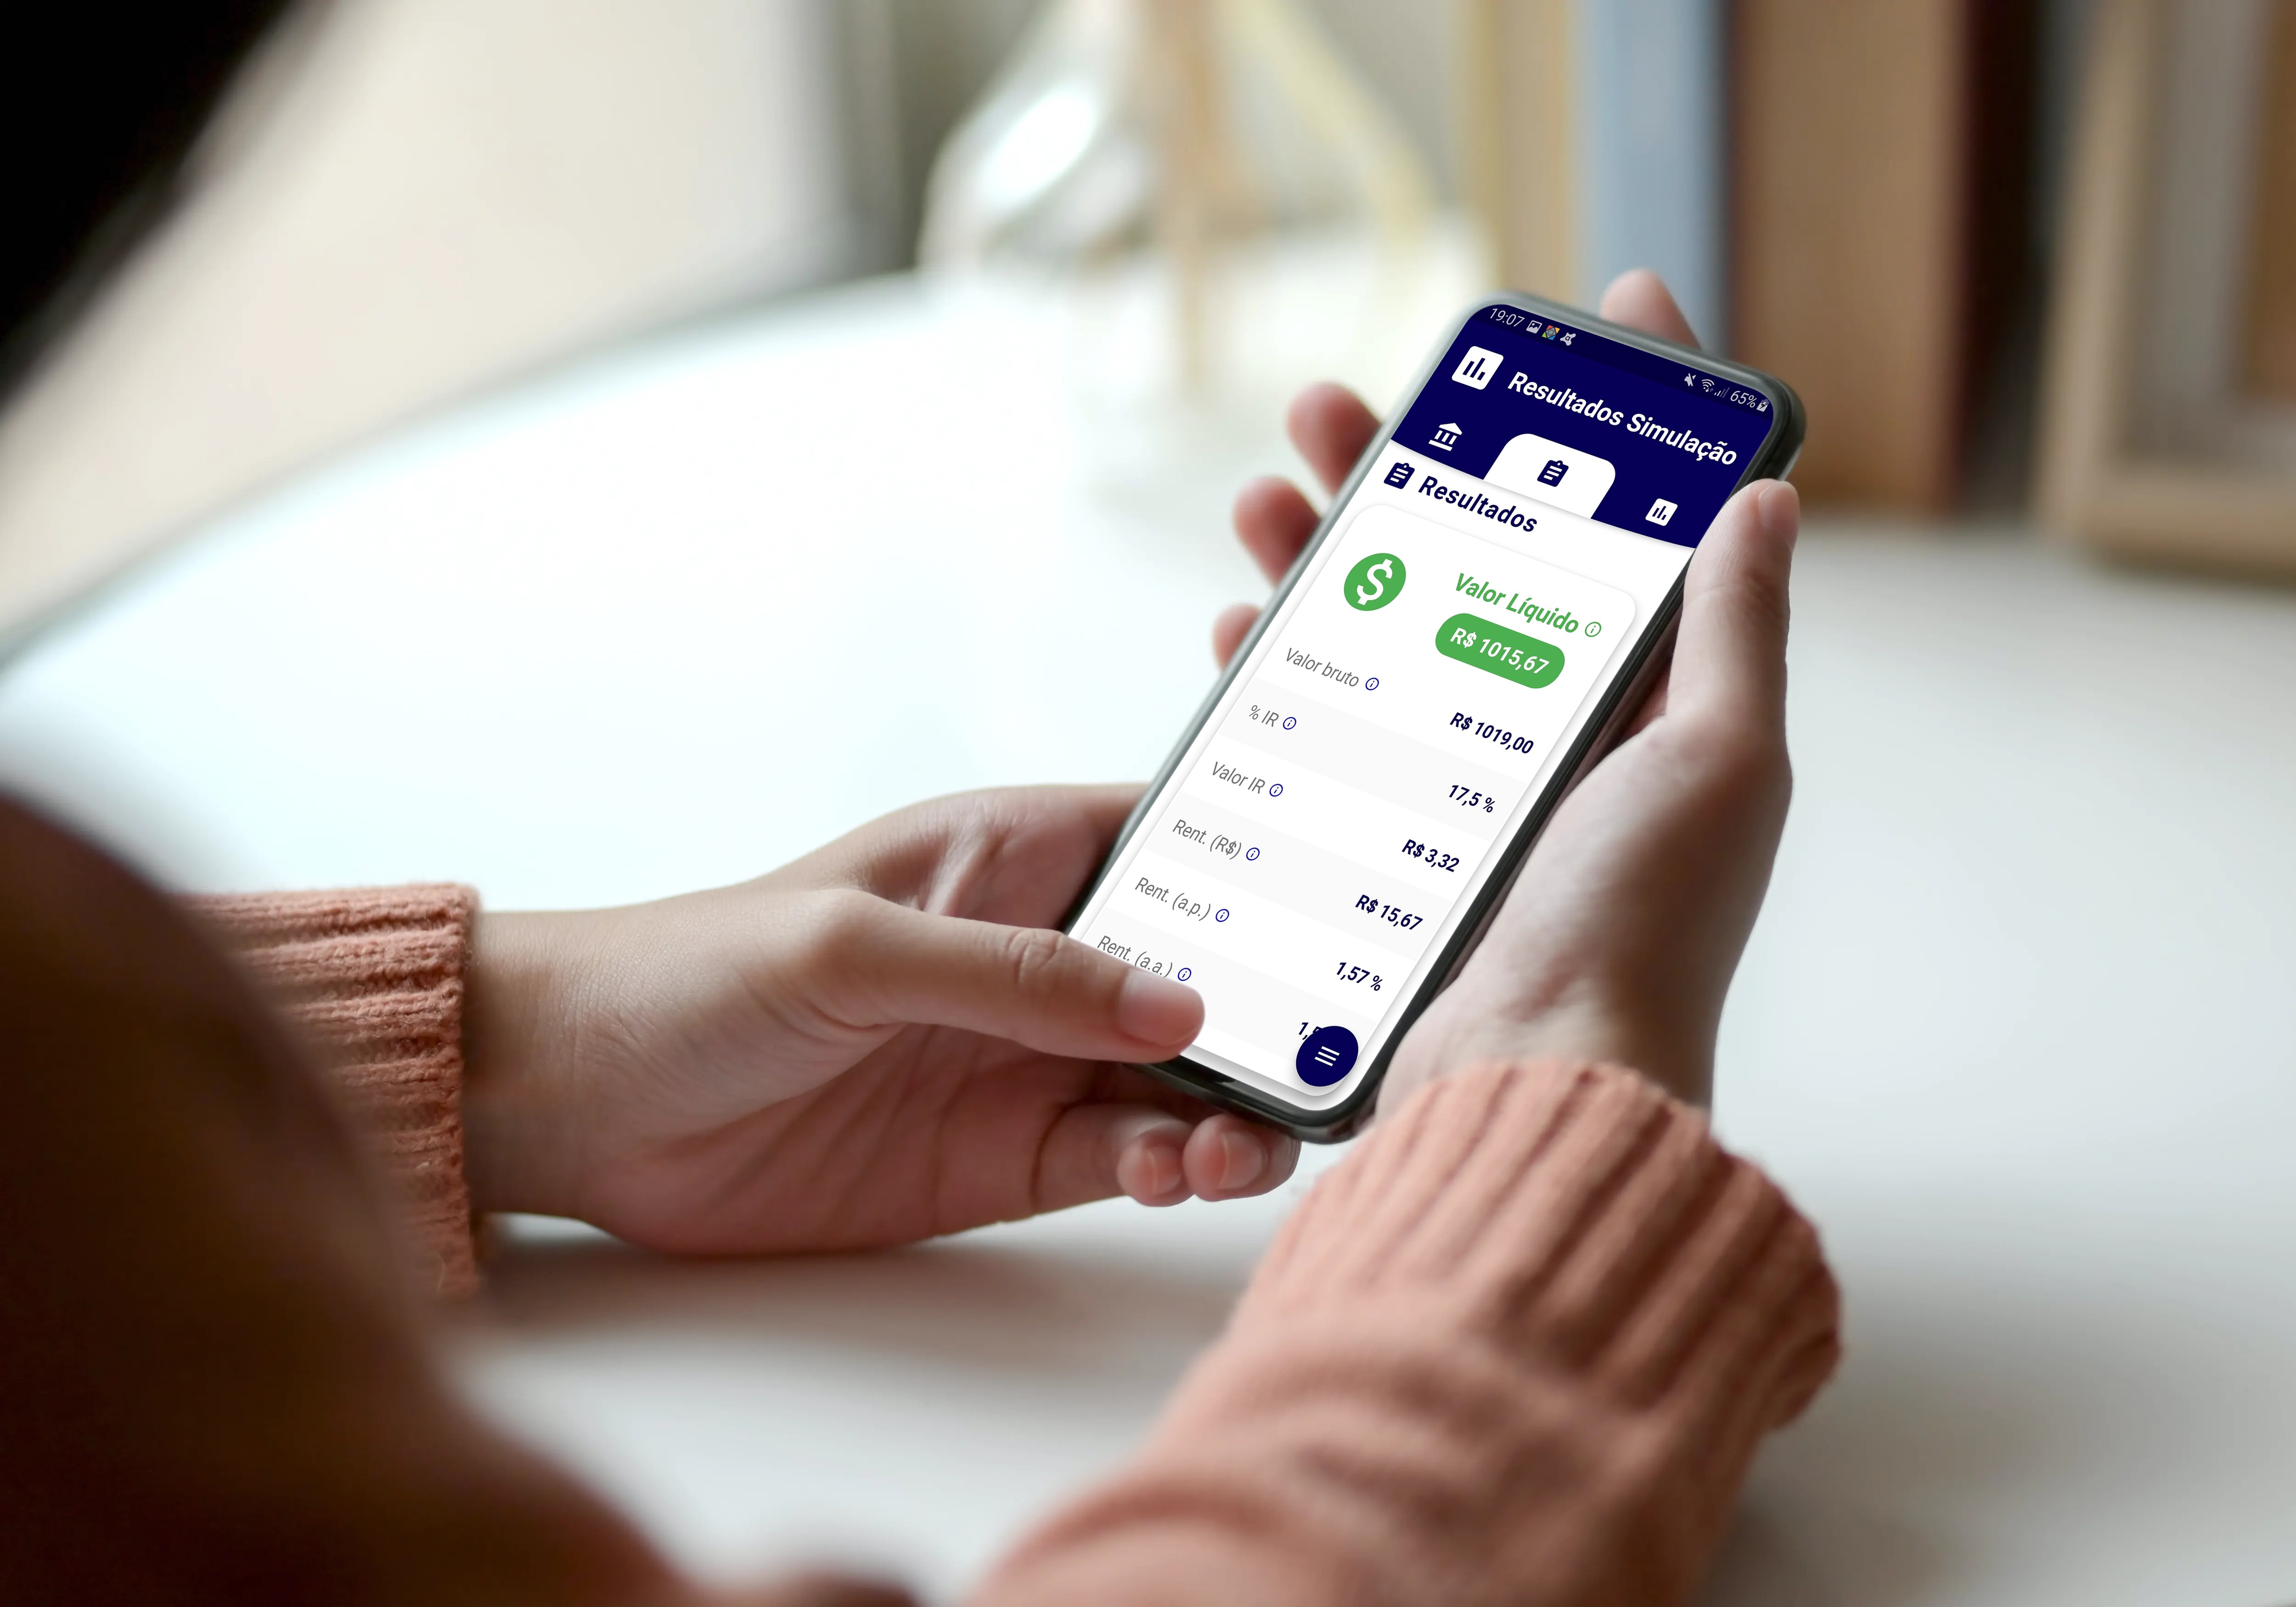 19:07 65%
Resultados Simulação
Resultados
Valor Líquido
R$ 1015,67
Valor bruto R$ 1019,00
% IR 17,5 %
Valor IR R$ 3,32
Rent. (R$) R$ 15,67
Rent. (a.p.) 1,57 %
Rent. (a.a.)